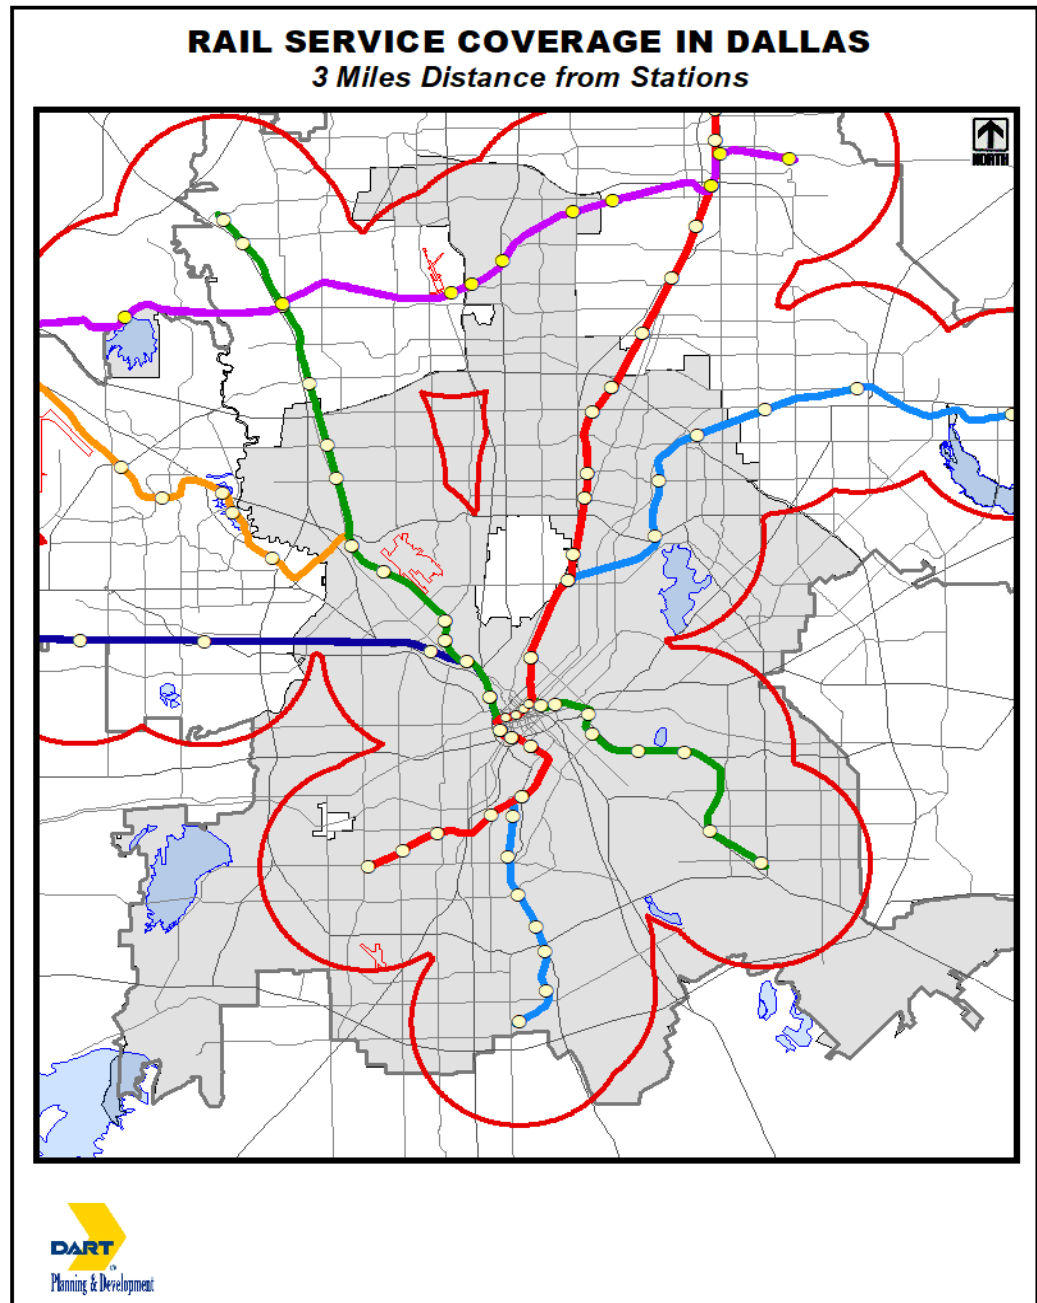 RAIL SERVICE COVERAGE IN DALLAS
3 Miles Distance from Stations
NORTH
DART
Planning & Development